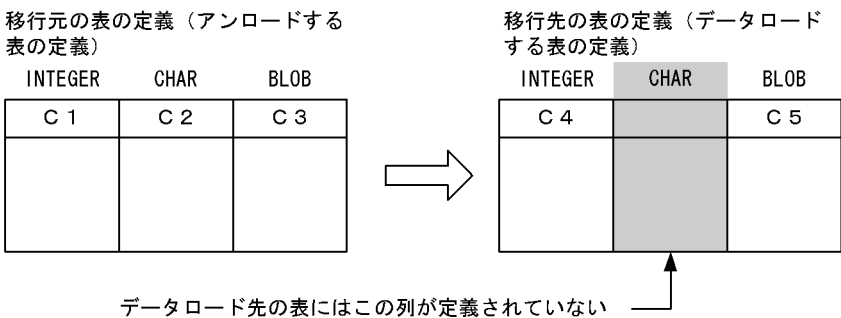 移行元の表の定義（アンロードする
表の定義）
INTEGER CHAR BLOB
C1 C2 C3
移行先の表の定義（データロード
する表の定義）
INTEGER CHAR BLOB
C4 C5
データロード先の表にはこの列が定義されていない